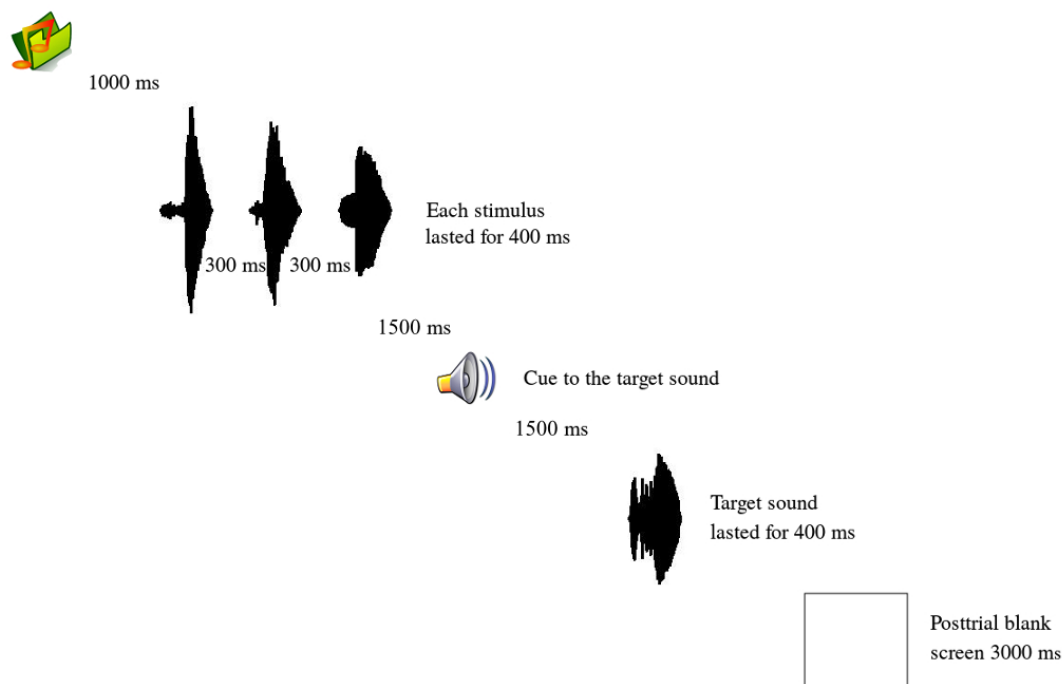 1000 ms
Each stimulus
lasted for 400 ms
300 ms 300 ms
1500 ms
Cue to the target sound
1500 ms
Target sound
lasted for 400 ms
Posttrial blank
screen 3000 ms